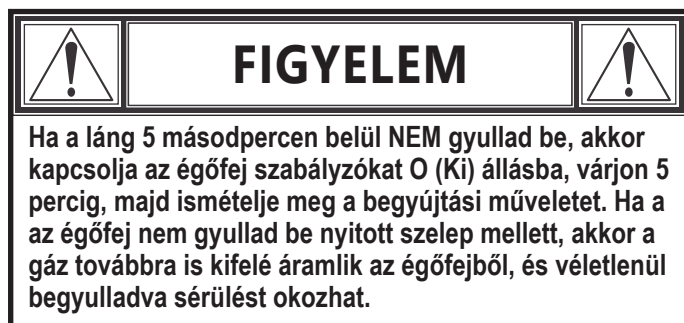 FIGYELEM
Ha a láng 5 másodpercen belül NEM gyullad be, akkor
kapcsolja az égőfej szabályzókat O (Ki) állásba, várjon 5
percig, majd ismételje meg a begyújtási műveletet. Ha a
az égőfej nem gyullad be nyitott szelep mellett, akkor a
gáz továbbra is kifelé áramlik az égőfejből, és véletlenül
begyulladva sérülést okozhat.